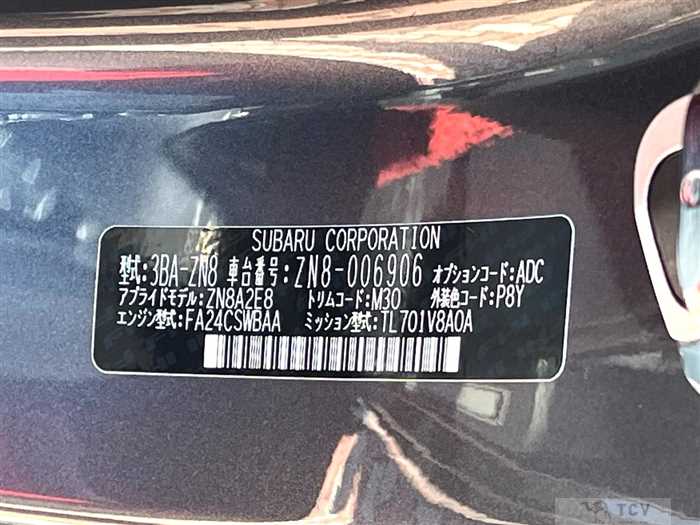 SUBARU CORPORATION
型式:3BA-ZN8 車台番号:ZN8-006906 オプションコード:ADC
アプライドモデル:ZN8A2E8 トリムコード:M30 外装色コード:P8Y
エンジン型式:FA24CSWBAA ミッション型式:TL701V8A0A
TCV